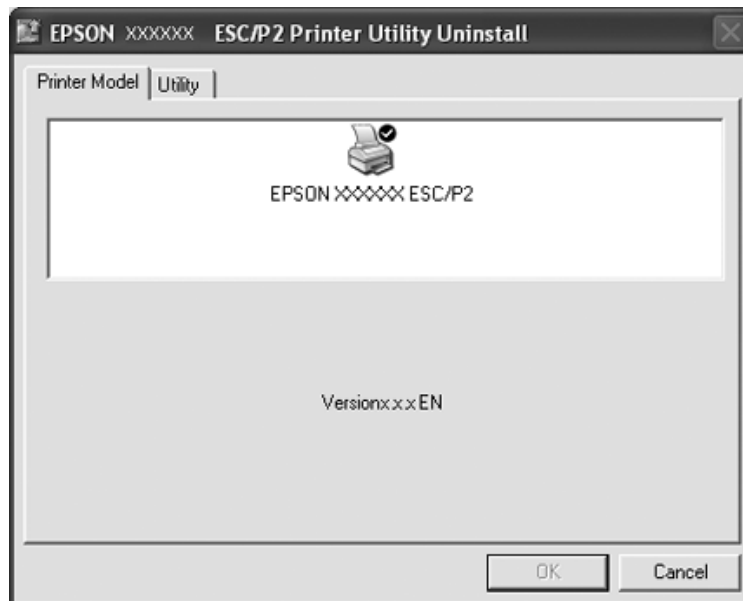 EPSON XXXXXX ESC/P2 Printer Utility Uninstall
Printer Model Utility
EPSON XXXXXX ESC/P2
Versionx.x.x EN
OK Cancel